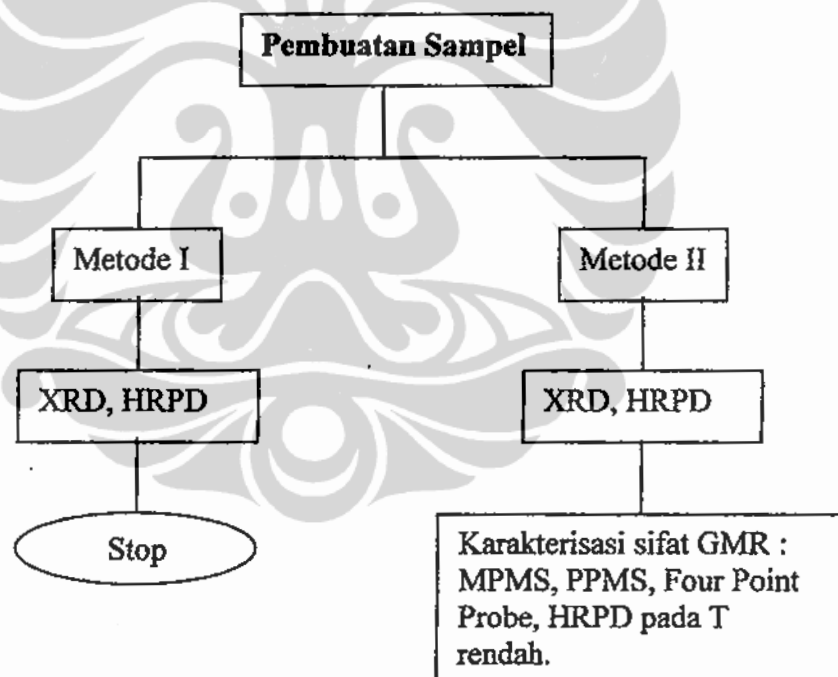 Pembuatan Sampel
Metode I
Metode II
XRD, HRPD
XRD, HRPD
Stop
Karakterisasi sifat GMR :
MPMS, PPMS, Four Point
Probe, HRPD pada T
rendah.